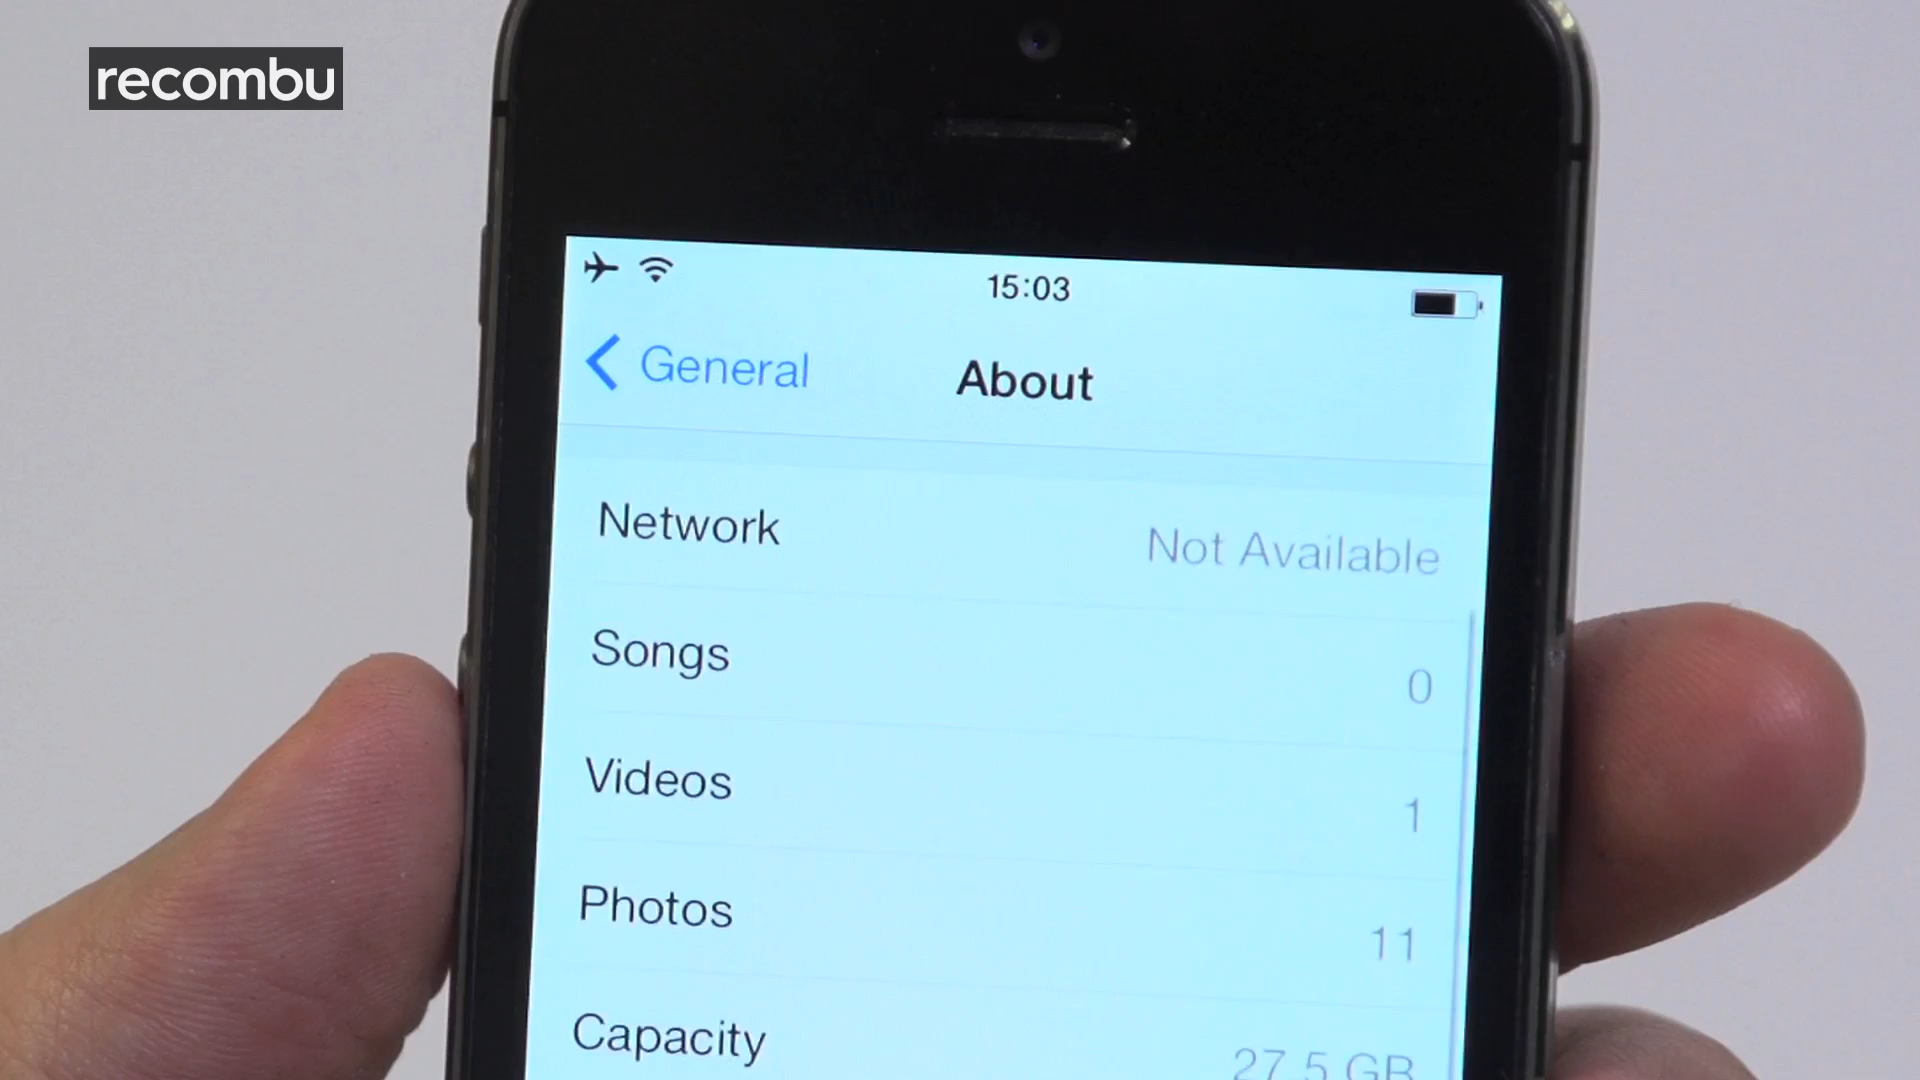 recombu
15:03
General
About
Network
Not Available
Songs
0
Videos
1
Photos
11
Capacity
27.5 GB